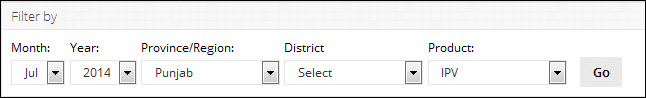 Filter by
Month: Year: Province/Region: District Product:
Jul 2014 Punjab Select IPV Go